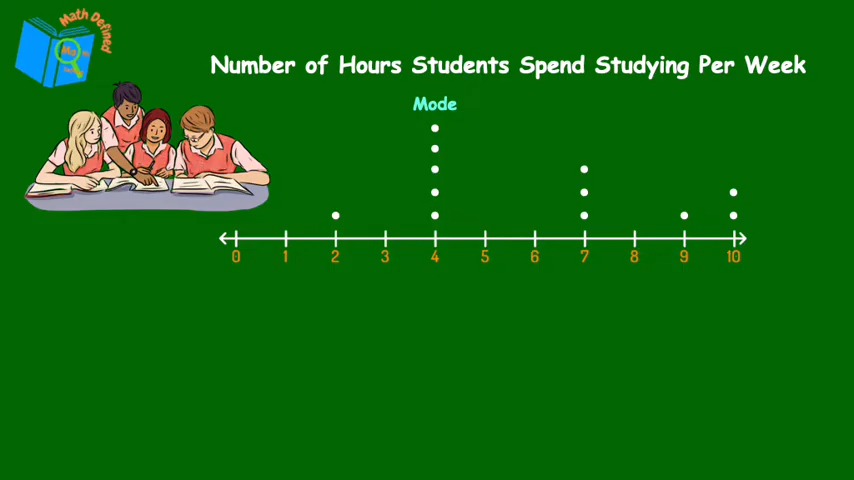 Math Defined
Number of Hours Students Spend Studying Per Week
Mode
0 1 2 3 4 5 6 7 8 9 10